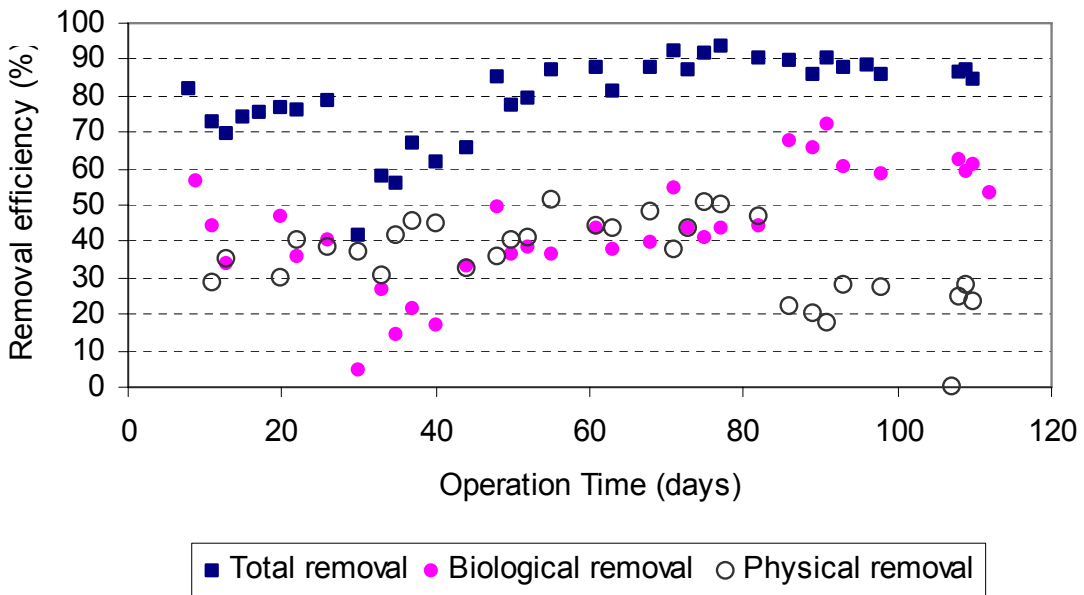 100
90
80
70
60
50
40
30
20
10
0
Removal efficiency (%)
0 20 40 60 80 100 120
Operation Time (days)
Total removal Biological removal Physical removal